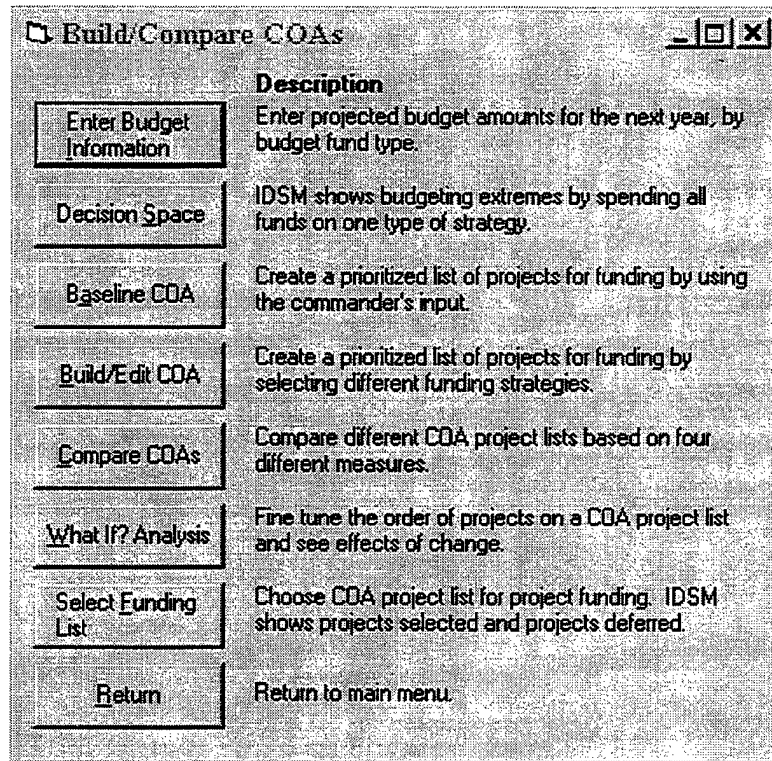 Build/Compare COAs
Description
Enter Budget
Information
Enter projected budget amounts for the next year, by
budget fund type.
Decision Space
IDSM shows budgeting extremes by spending all
funds on one type of strategy.
Baseline COA
Create a prioritized list of projects for funding by using
the commander's input.
Build/Edit COA
Create a prioritized list of projects for funding by
selecting different funding strategies.
Compare COAs
Compare different COA project lists based on four
different measures.
What If? Analysis
Fine tune the order of projects on a COA project list
and see effects of change.
Select Funding
List
Choose COA project list for project funding. IDSM
shows projects selected and projects deferred.
Return
Return to main menu.